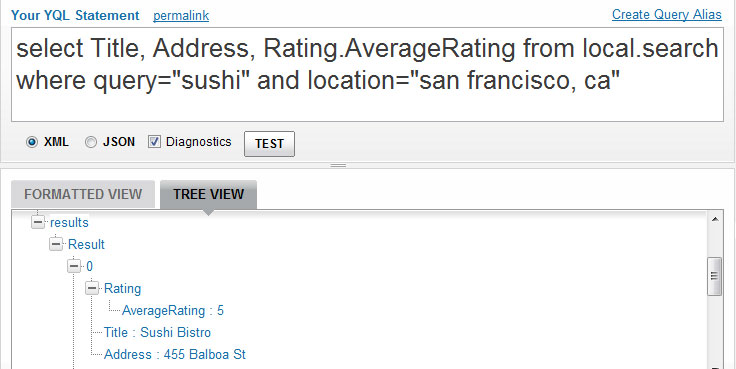 Your YQL Statement permalink Create Query Alias
select Title, Address, Rating.AverageRating from local.search
where query="sushi" and location="san francisco, ca"
XML JSON Diagnostics TEST
FORMATTED VIEW TREE VIEW
results
Result
0
Rating
AverageRating : 5
Title : Sushi Bistro
Address : 455 Balboa St